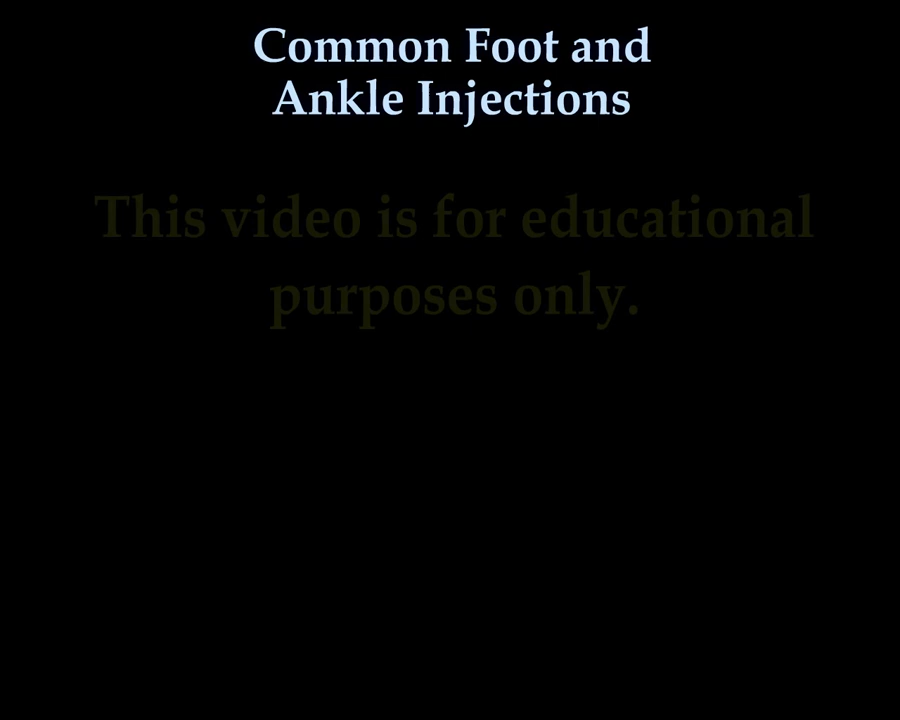 Common Foot and
Ankle Injections
This video is for educational
purposes only.